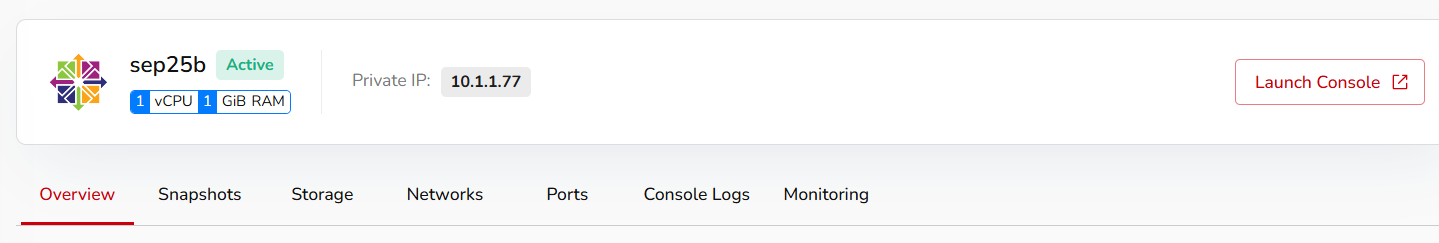 sep25b Active
1 vCPU 1 GiB RAM
Private IP: 10.1.1.77
Launch Console
Overview Snapshots Storage Networks Ports Console Logs Monitoring